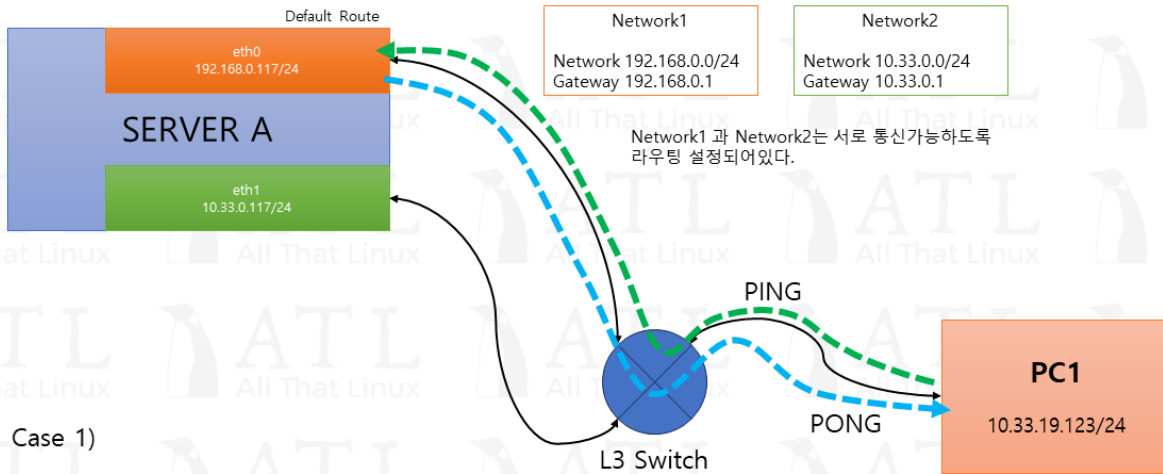 Default Route
eth0
192.168.0.117/24
SERVER A
eth1
10.33.0.117/24
Network1
Network 192.168.0.0/24
Gateway 192.168.0.1
Network2
Network 10.33.0.0/24
Gateway 10.33.0.1
Network1 과 Network2는 서로 통신가능하도록
라우팅 설정되어있다.
PING
PONG
PC1
10.33.19.123/24
L3 Switch
Case 1)
ATL
All That Linux